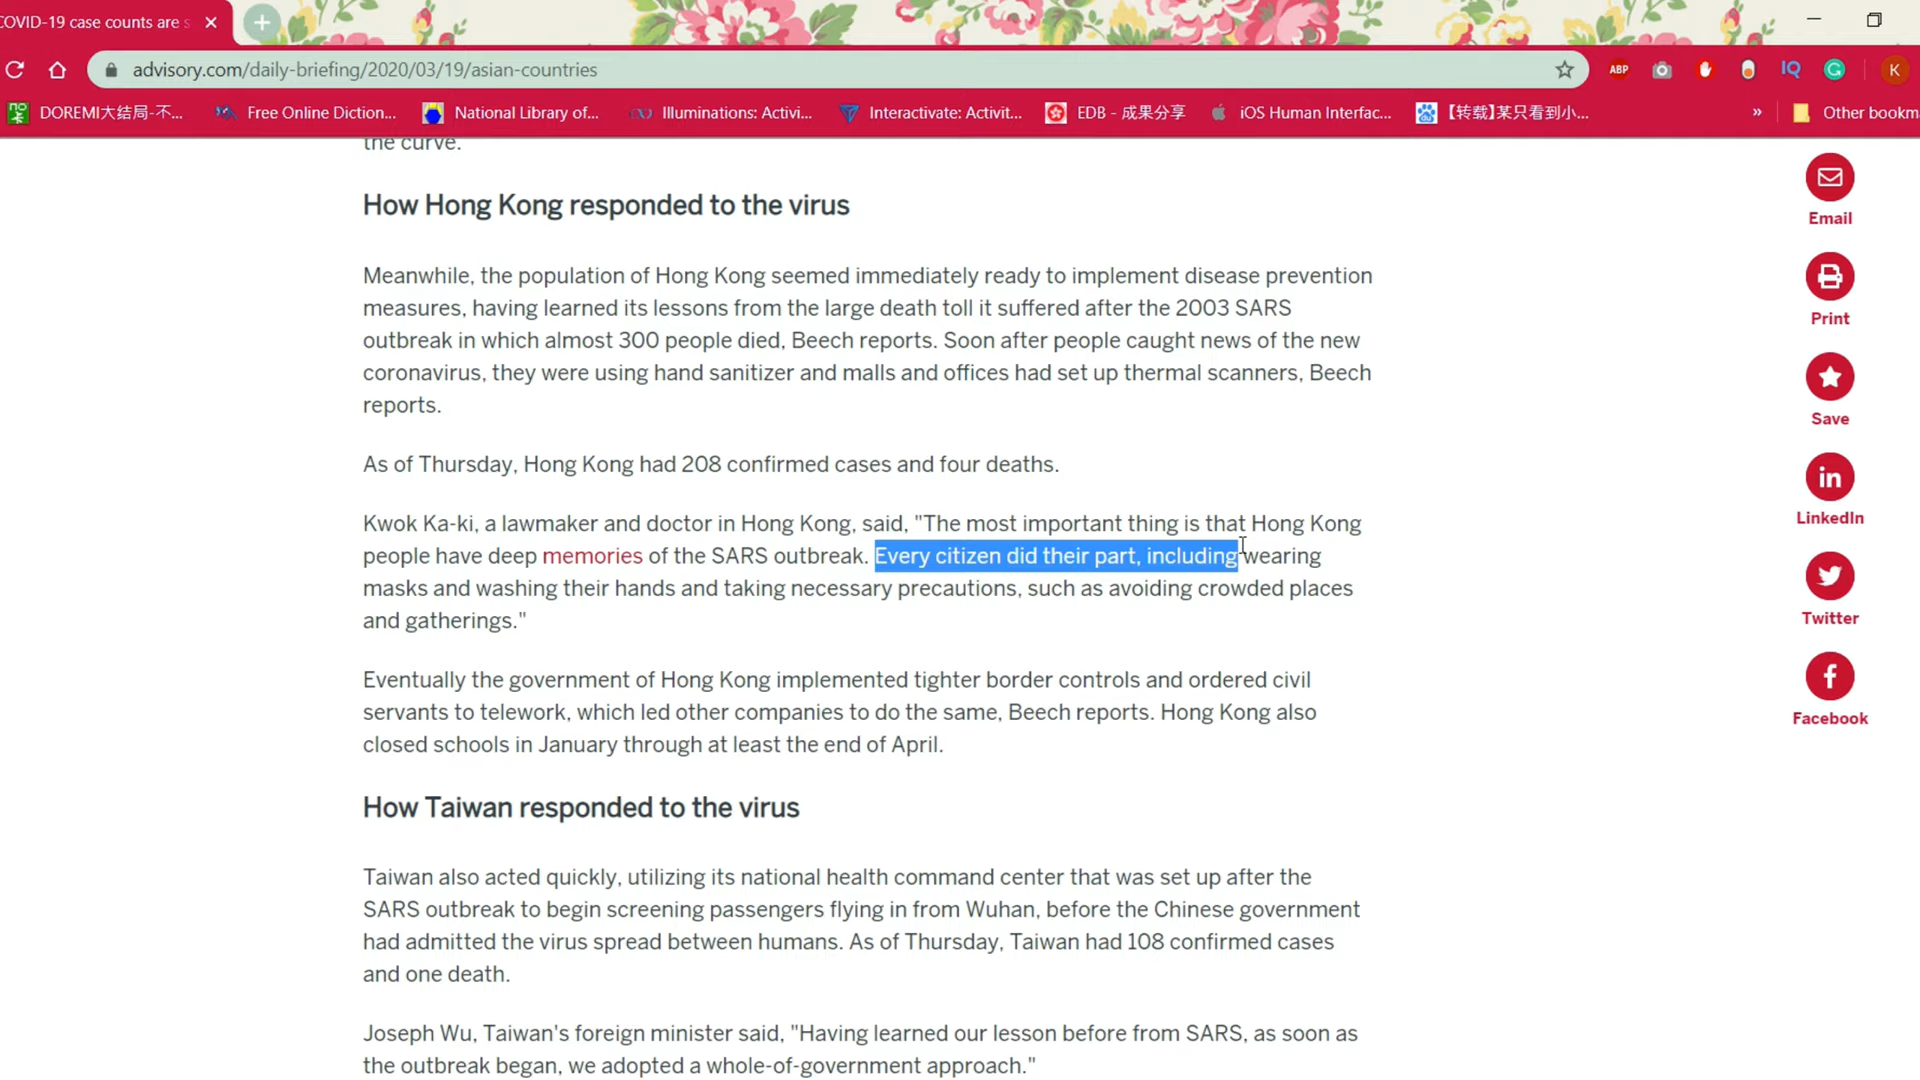 COVID-19 case counts are s
advisory.com/daily-briefing/2020/03/19/asian-countries
ABP
IQ
G
K
DOREMI大结局-不...
Free Online Diction...
National Library of...
Illuminations: Activi...
Interactivate: Activit...
EDB - 成果分享
iOS Human Interfac...
【转载】某只看到小...
»
Other bookm
the curve.
How Hong Kong responded to the virus
Meanwhile, the population of Hong Kong seemed immediately ready to implement disease prevention
measures, having learned its lessons from the large death toll it suffered after the 2003 SARS
outbreak in which almost 300 people died, Beech reports. Soon after people caught news of the new
coronavirus, they were using hand sanitizer and malls and offices had set up thermal scanners, Beech
reports.
As of Thursday, Hong Kong had 208 confirmed cases and four deaths.
Kwok Ka-ki, a lawmaker and doctor in Hong Kong, said, "The most important thing is that Hong Kong
people have deep memories of the SARS outbreak. Every citizen did their part, including wearing
masks and washing their hands and taking necessary precautions, such as avoiding crowded places
and gatherings."
Eventually the government of Hong Kong implemented tighter border controls and ordered civil
servants to telework, which led other companies to do the same, Beech reports. Hong Kong also
closed schools in January through at least the end of April.
How Taiwan responded to the virus
Taiwan also acted quickly, utilizing its national health command center that was set up after the
SARS outbreak to begin screening passengers flying in from Wuhan, before the Chinese government
had admitted the virus spread between humans. As of Thursday, Taiwan had 108 confirmed cases
and one death.
Joseph Wu, Taiwan's foreign minister said, "Having learned our lesson before from SARS, as soon as
the outbreak began, we adopted a whole-of-government approach."
Email
Print
Save
in
LinkedIn
Twitter
f
Facebook